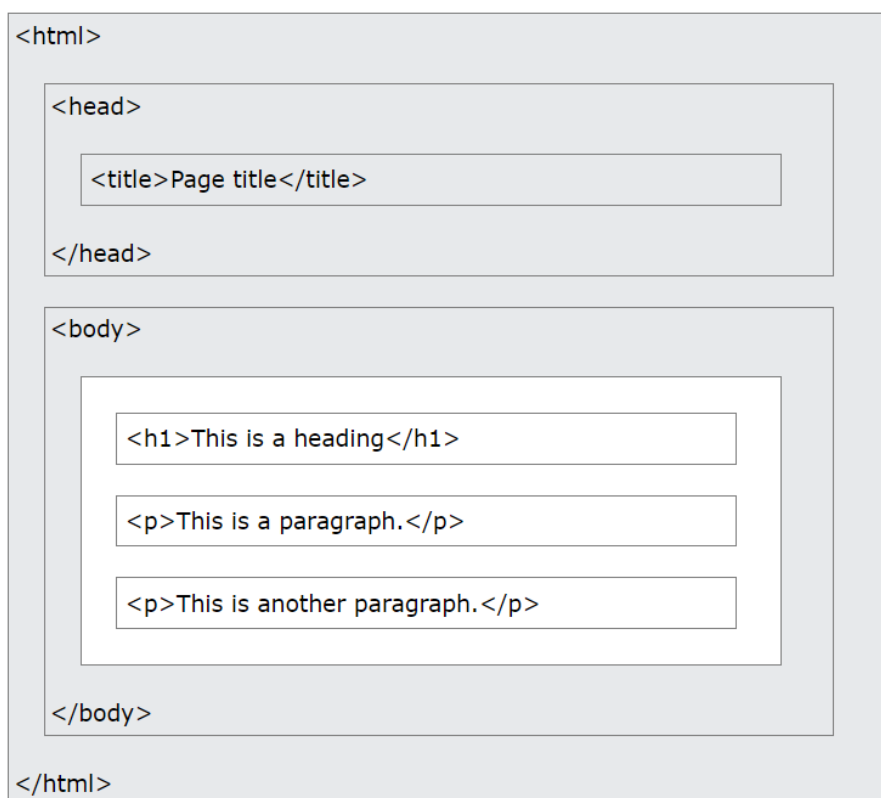 <html>
<head>
<title>Page title</title>
</head>
<body>
<h1>This is a heading</h1>
<p>This is a paragraph.</p>
<p>This is another paragraph.</p>
</body>
</html>